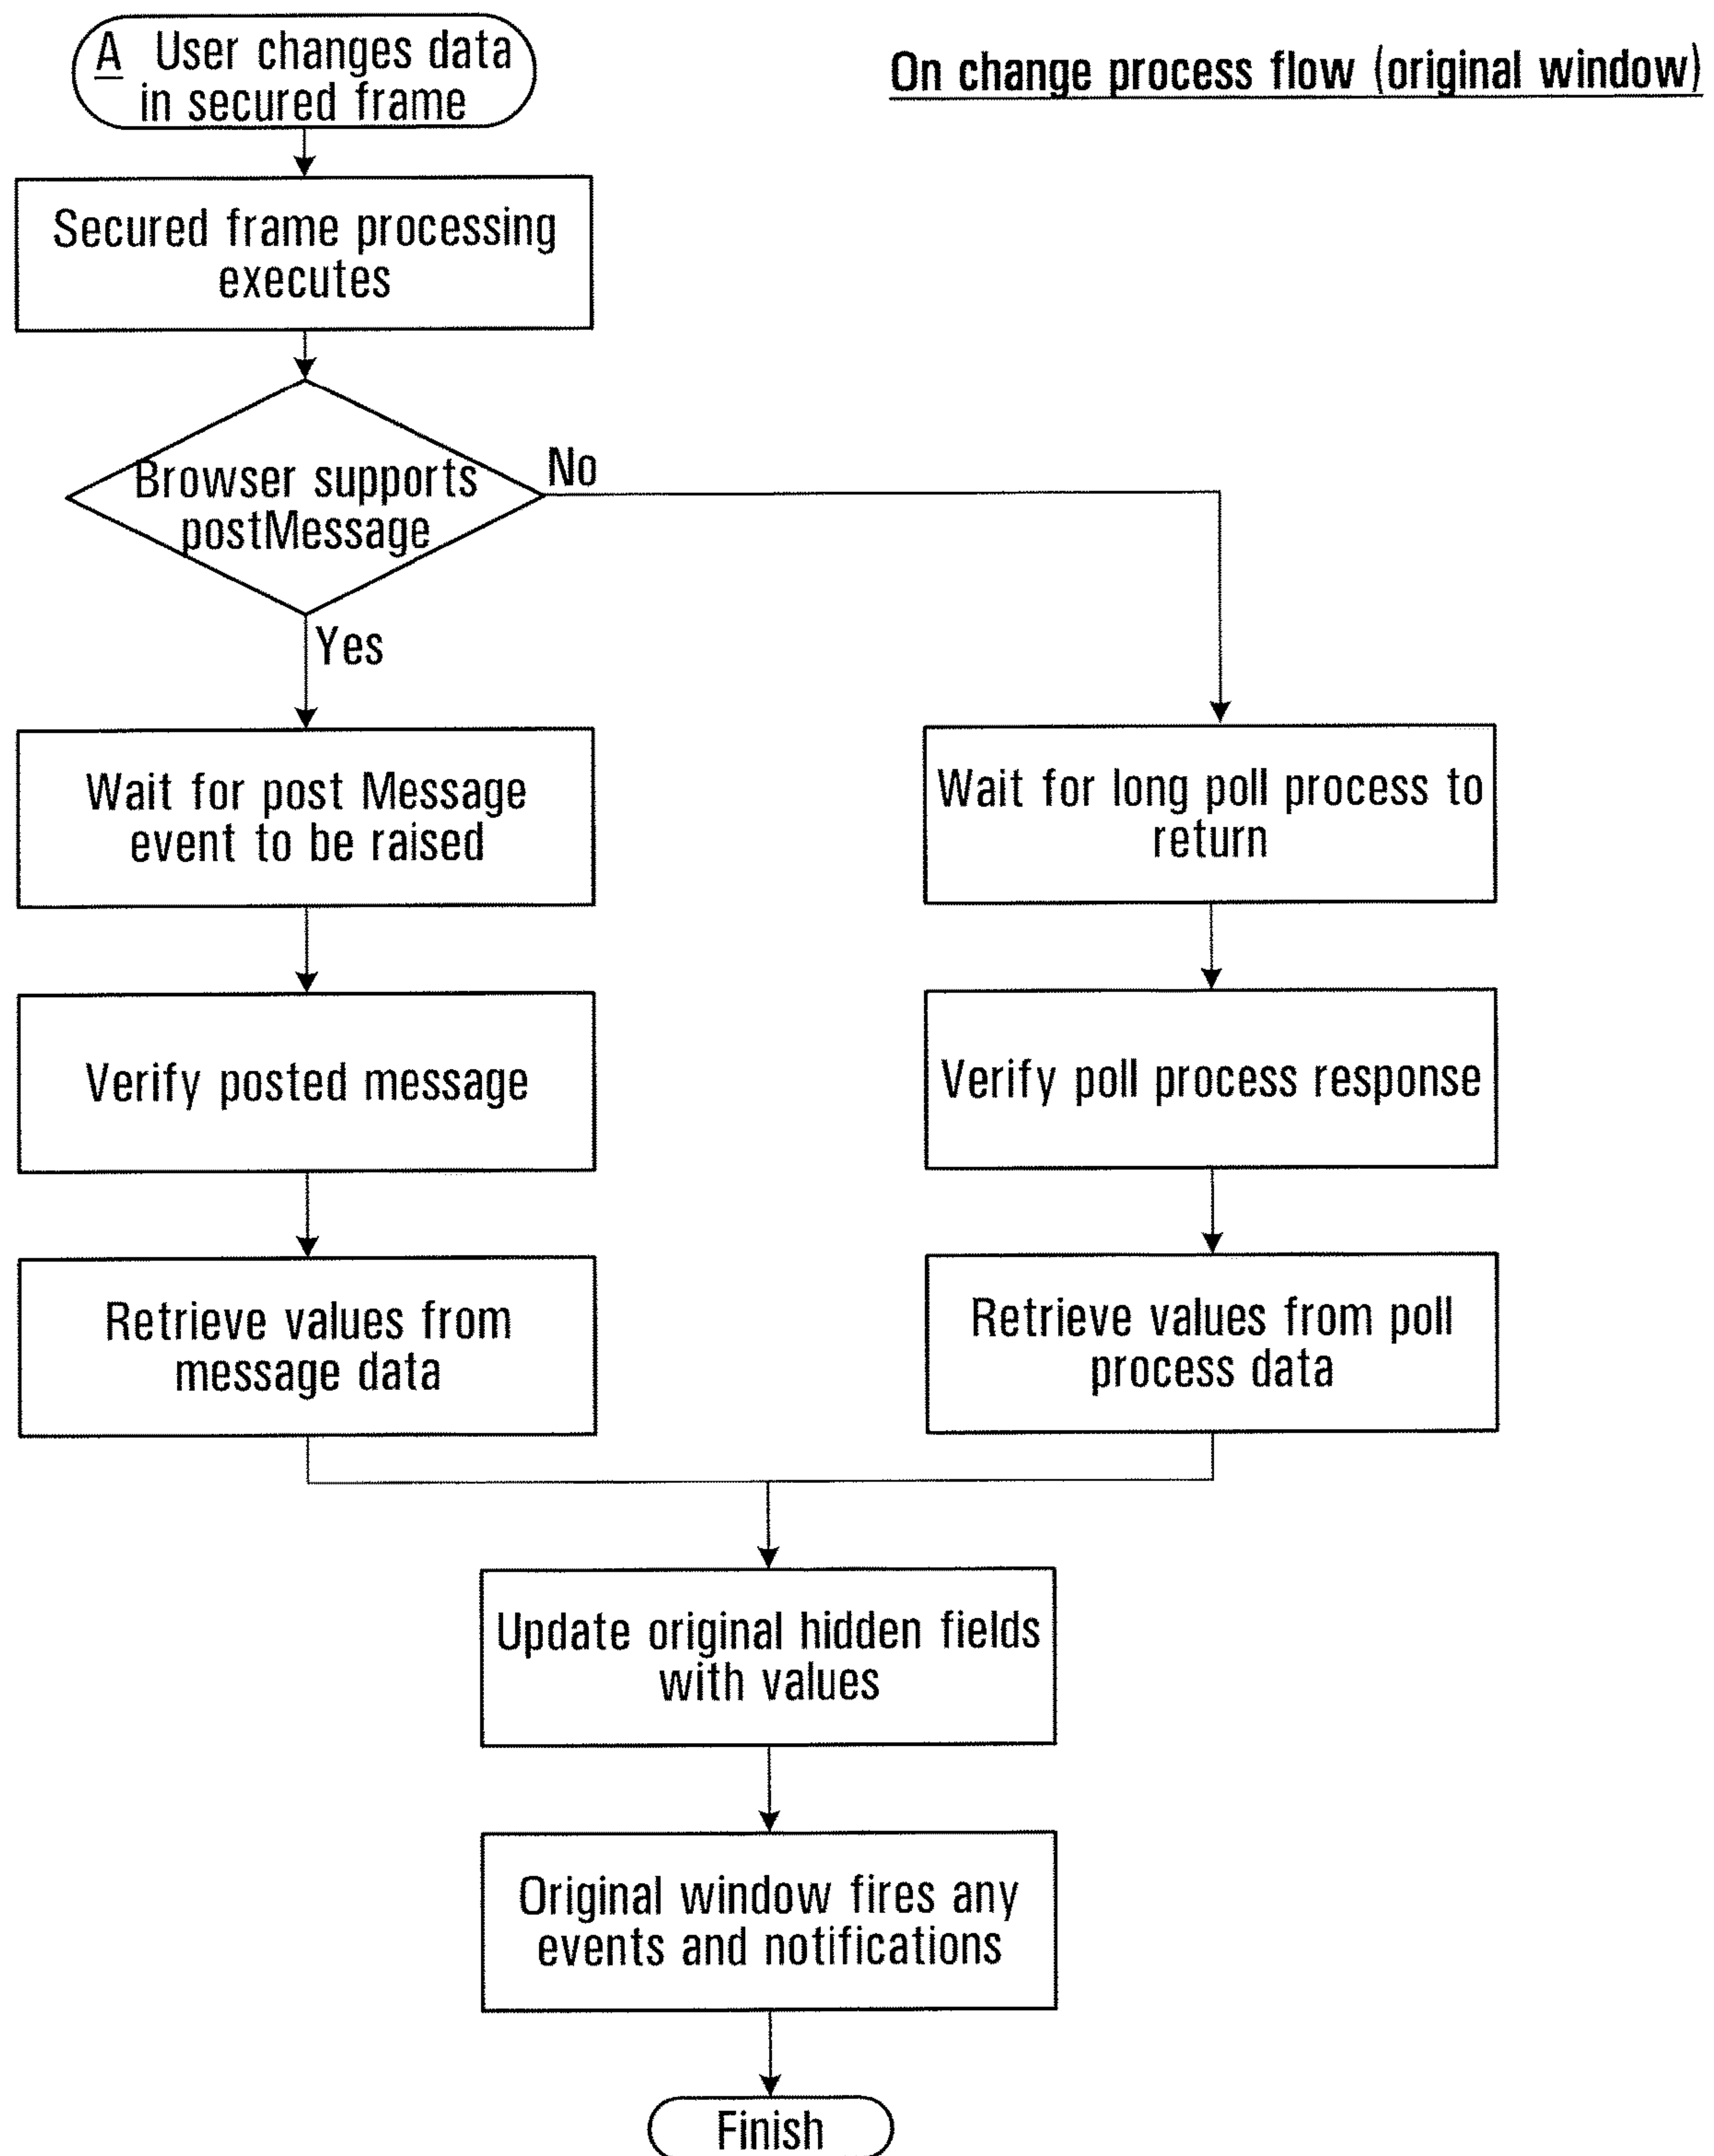 A User changes data
in secured frame
On change process flow (original window)
Secured frame processing
executes
Browser supports
postMessage
No
Yes
Wait for post Message
event to be raised
Wait for long poll process to
return
Verify posted message
Verify poll process response
Retrieve values from
message data
Retrieve values from poll
process data
Update original hidden fields
with values
Original window fires any
events and notifications
Finish